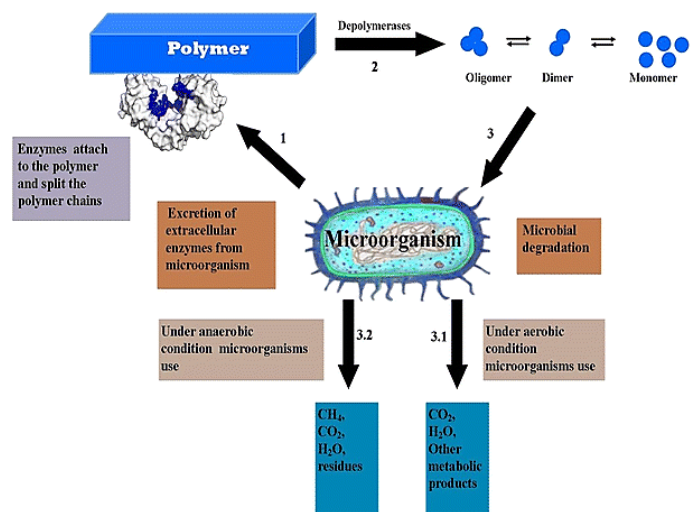 Polymer
Depolymerases
2
Oligomer
Dimer
Monomer
1
3
Enzymes attach
to the polymer
and split the
polymer chains
Excretion of
extracellular
enzymes from
microorganism
Microorganism
Microbial
degradation
Under anaerobic
condition microorganisms
use
3.2
3.1
Under aerobic
condition
microorganisms use
CH₄,
CO₂,
H₂O,
residues
CO₂,
H₂O,
Other
metabolic
products